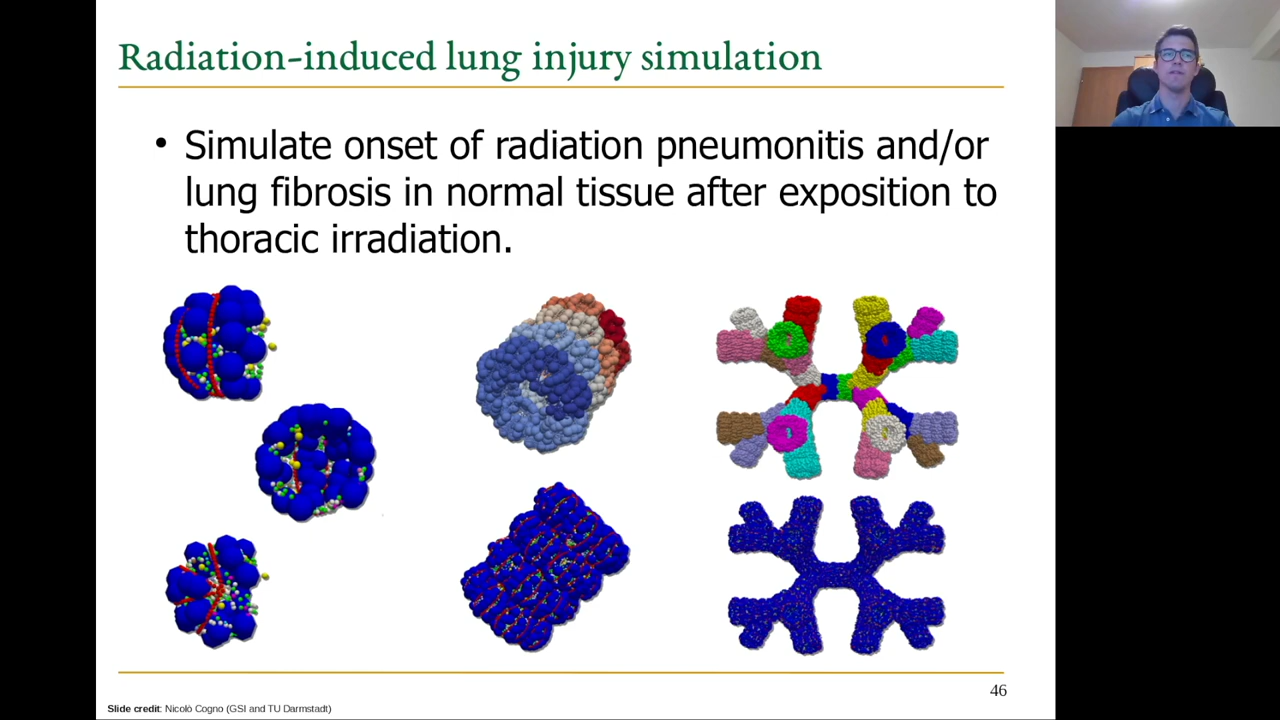 Radiation-induced lung injury simulation
• Simulate onset of radiation pneumonitis and/or
lung fibrosis in normal tissue after exposition to
thoracic irradiation.
46
Slide credit: Nicolò Cogno (GSI and TU Darmstadt)